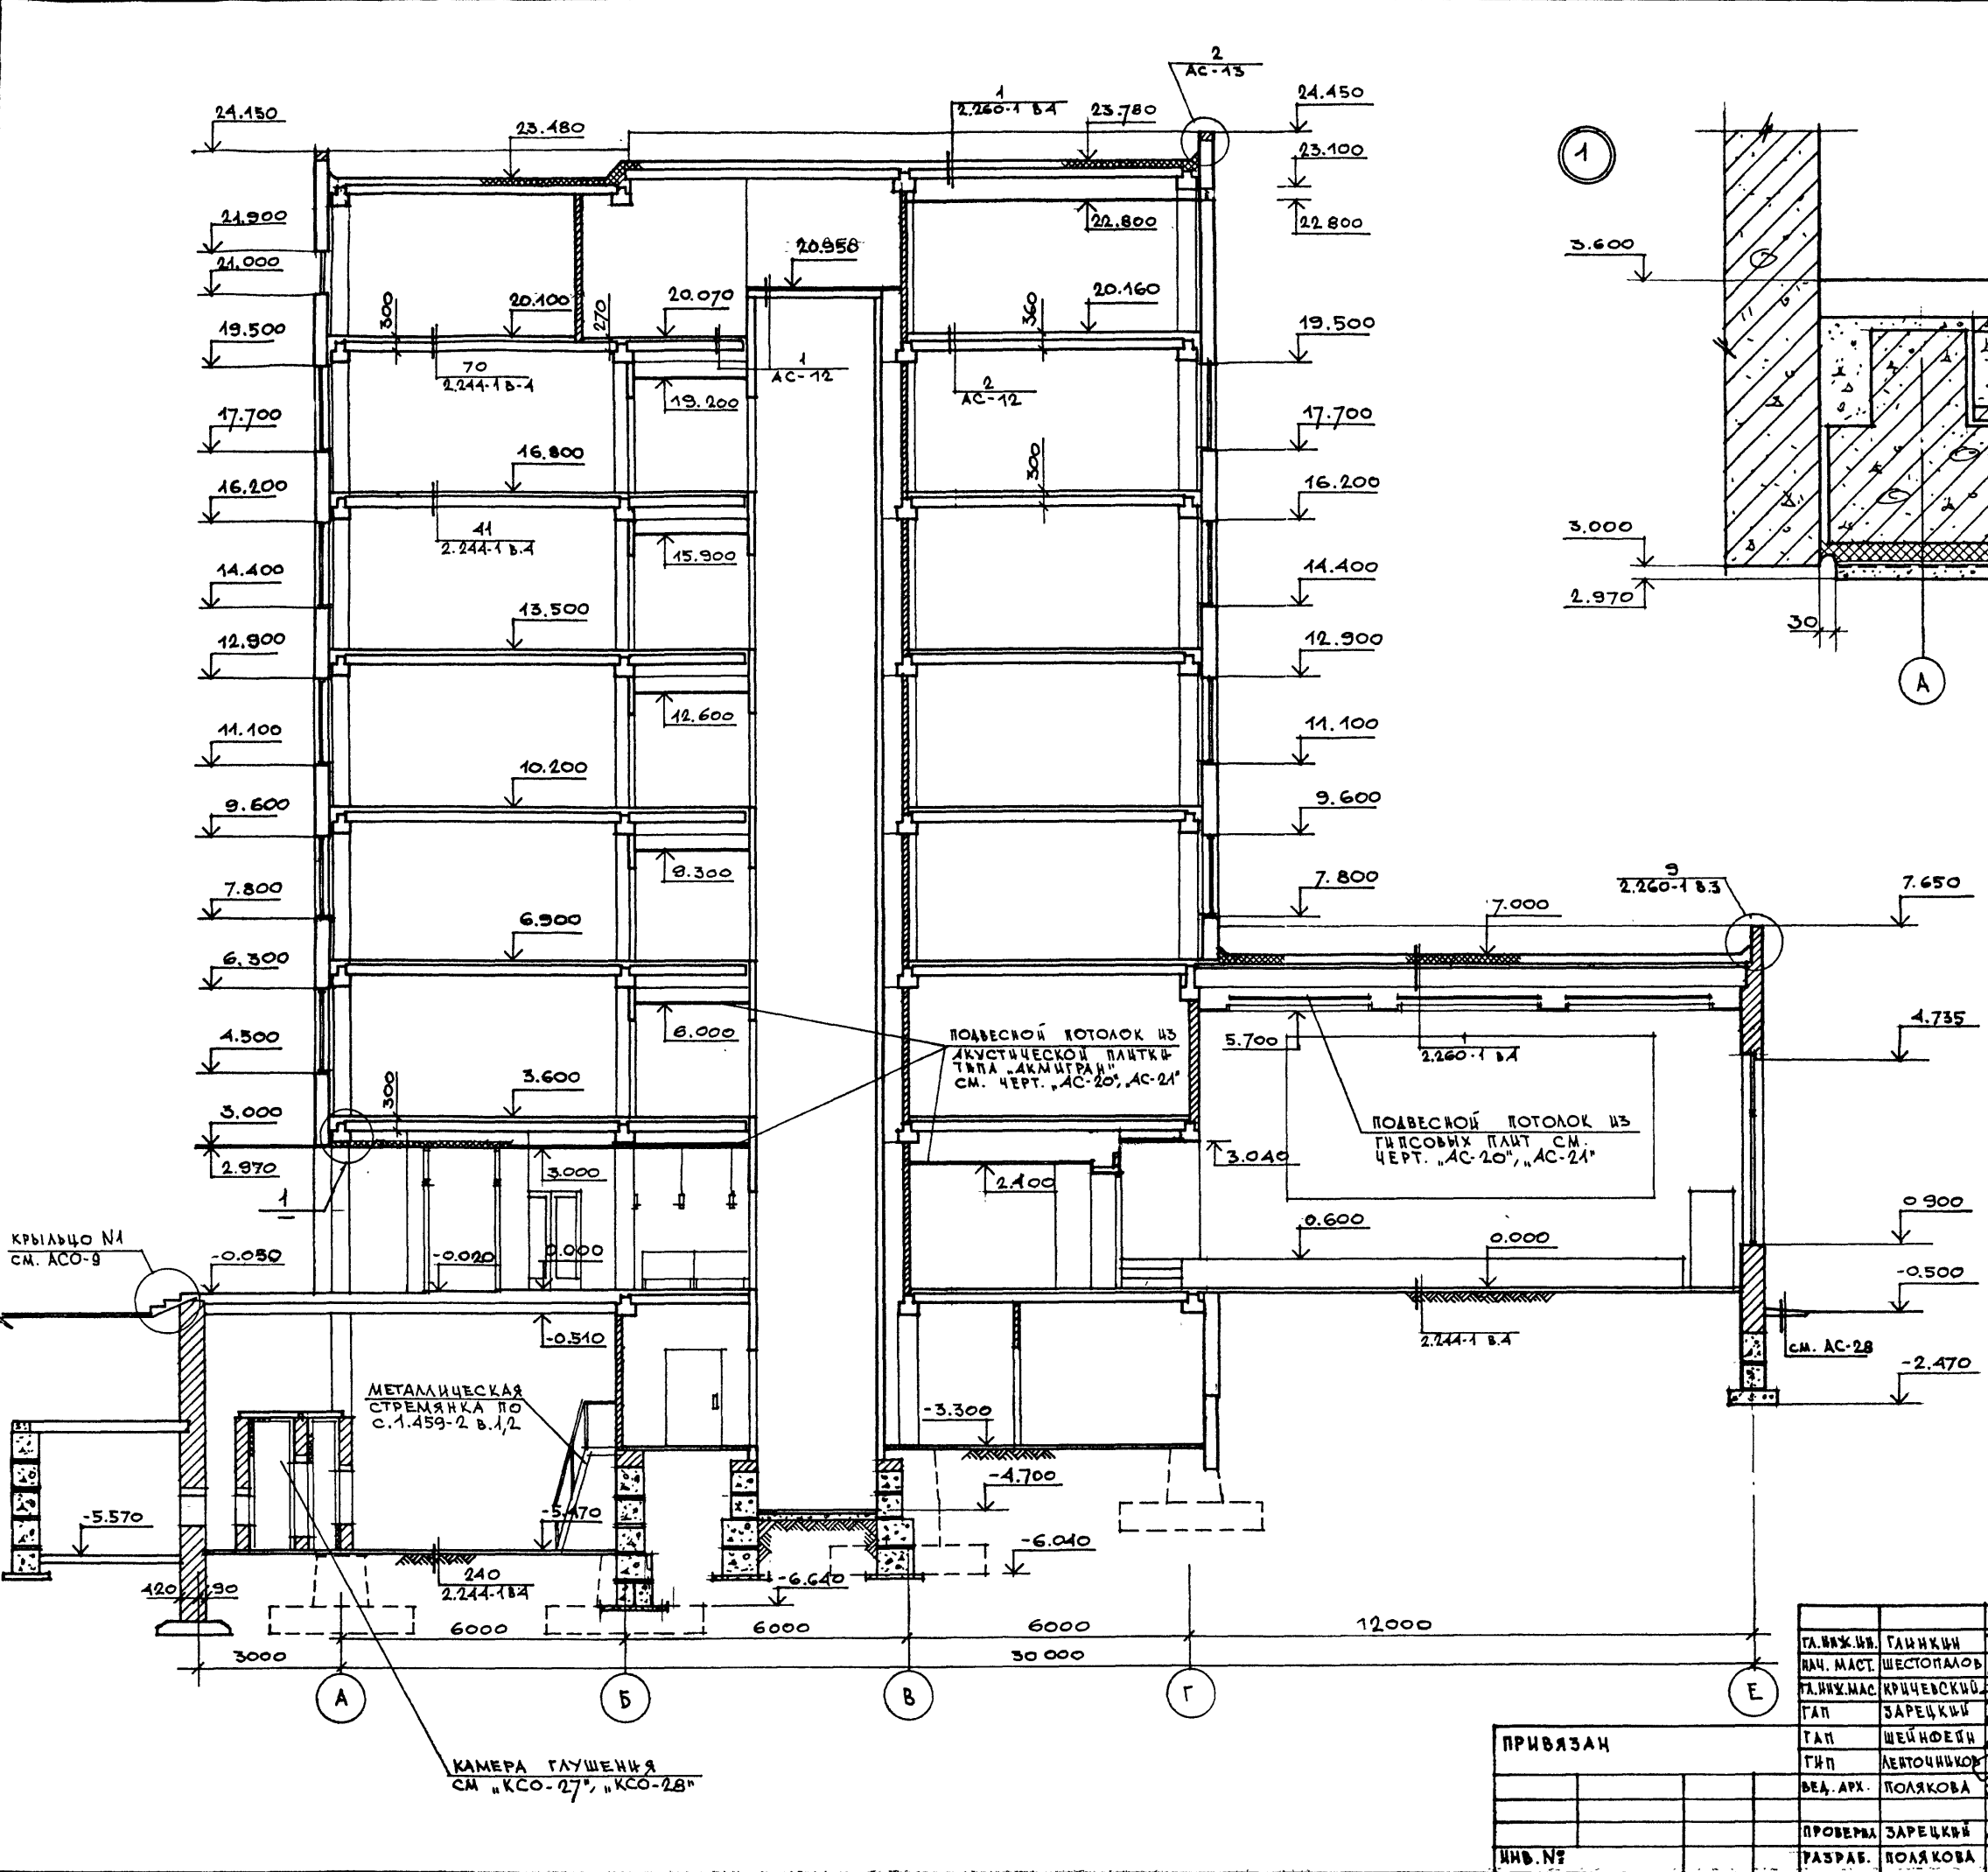 2
АС-13
1
2.260-1 В.4
24.150
23.480
23.780
24.450
23.100
22.800
22.800
1
21.900
21.000
20.958
3.600
300
20.100
270
20.070
360
20.160
19.500
19.500
70
2.244-1 В-4
1
АС-12
2
АС-12
19.200
17.700
17.700
16.800
300
16.200
16.200
41
2.244-1 В.4
15.900
3.000
14.400
14.400
2.970
30
А
13.500
12.900
12.900
12.600
11.100
11.100
10.200
9.600
9.600
9.300
7.800
7.800
9
2.260-1 В.3
7.650
7.000
6.900
6.300
6.000
ПОДВЕСНОЙ ПОТОЛОК ИЗ
АКУСТИЧЕСКОЙ ПЛИТКИ
ТИПА „АКМИГРАН"
СМ. ЧЕРТ. „АС-20", „АС-21"
5.700
1
2.260-1 В.4
4.735
4.500
300
3.600
3.000
2.970
3.000
3.040
2.400
ПОДВЕСНОЙ ПОТОЛОК ИЗ
ГИПСОВЫХ ПЛИТ СМ.
ЧЕРТ. „АС-20", „АС-21"
1
КРЫЛЬЦО N1
СМ. АСО-9
-0.050
-0.020
0.000
0.600
0.000
0.900
-0.500
-0.510
2.244-1 В.4
СМ. АС-28
-2.470
МЕТАЛЛИЧЕСКАЯ
СТРЕМЯНКА ПО
С.1.459-2 В.1,2
-3.300
-4.700
-5.570
-5.470
-6.040
240
2.244-1 В.4
-6.640
420
90
6000
6000
6000
12000
3000
30 000
А
Б
В
Г
Е
КАМЕРА ГЛУШЕНИЯ
СМ „КСО-27", „КСО-28"
ПРИВЯЗАН
ИНВ.№
ГЛ.ИНЖ.ИН. ГЛИНКИН
НАЧ. МАСТ. ШЕСТОПАЛОВ
ГЛ.ИНЖ.МАС. КРИЧЕВСКИЙ
ГАП ЗАРЕЦКИЙ
ГАП ШЕЙНФЕЙН
ГИП ЛЕНТОЧНИКОВ
ВЕД. АРХ. ПОЛЯКОВА
ПРОВЕРИЛ ЗАРЕЦКИЙ
РАЗРАБ. ПОЛЯКОВА